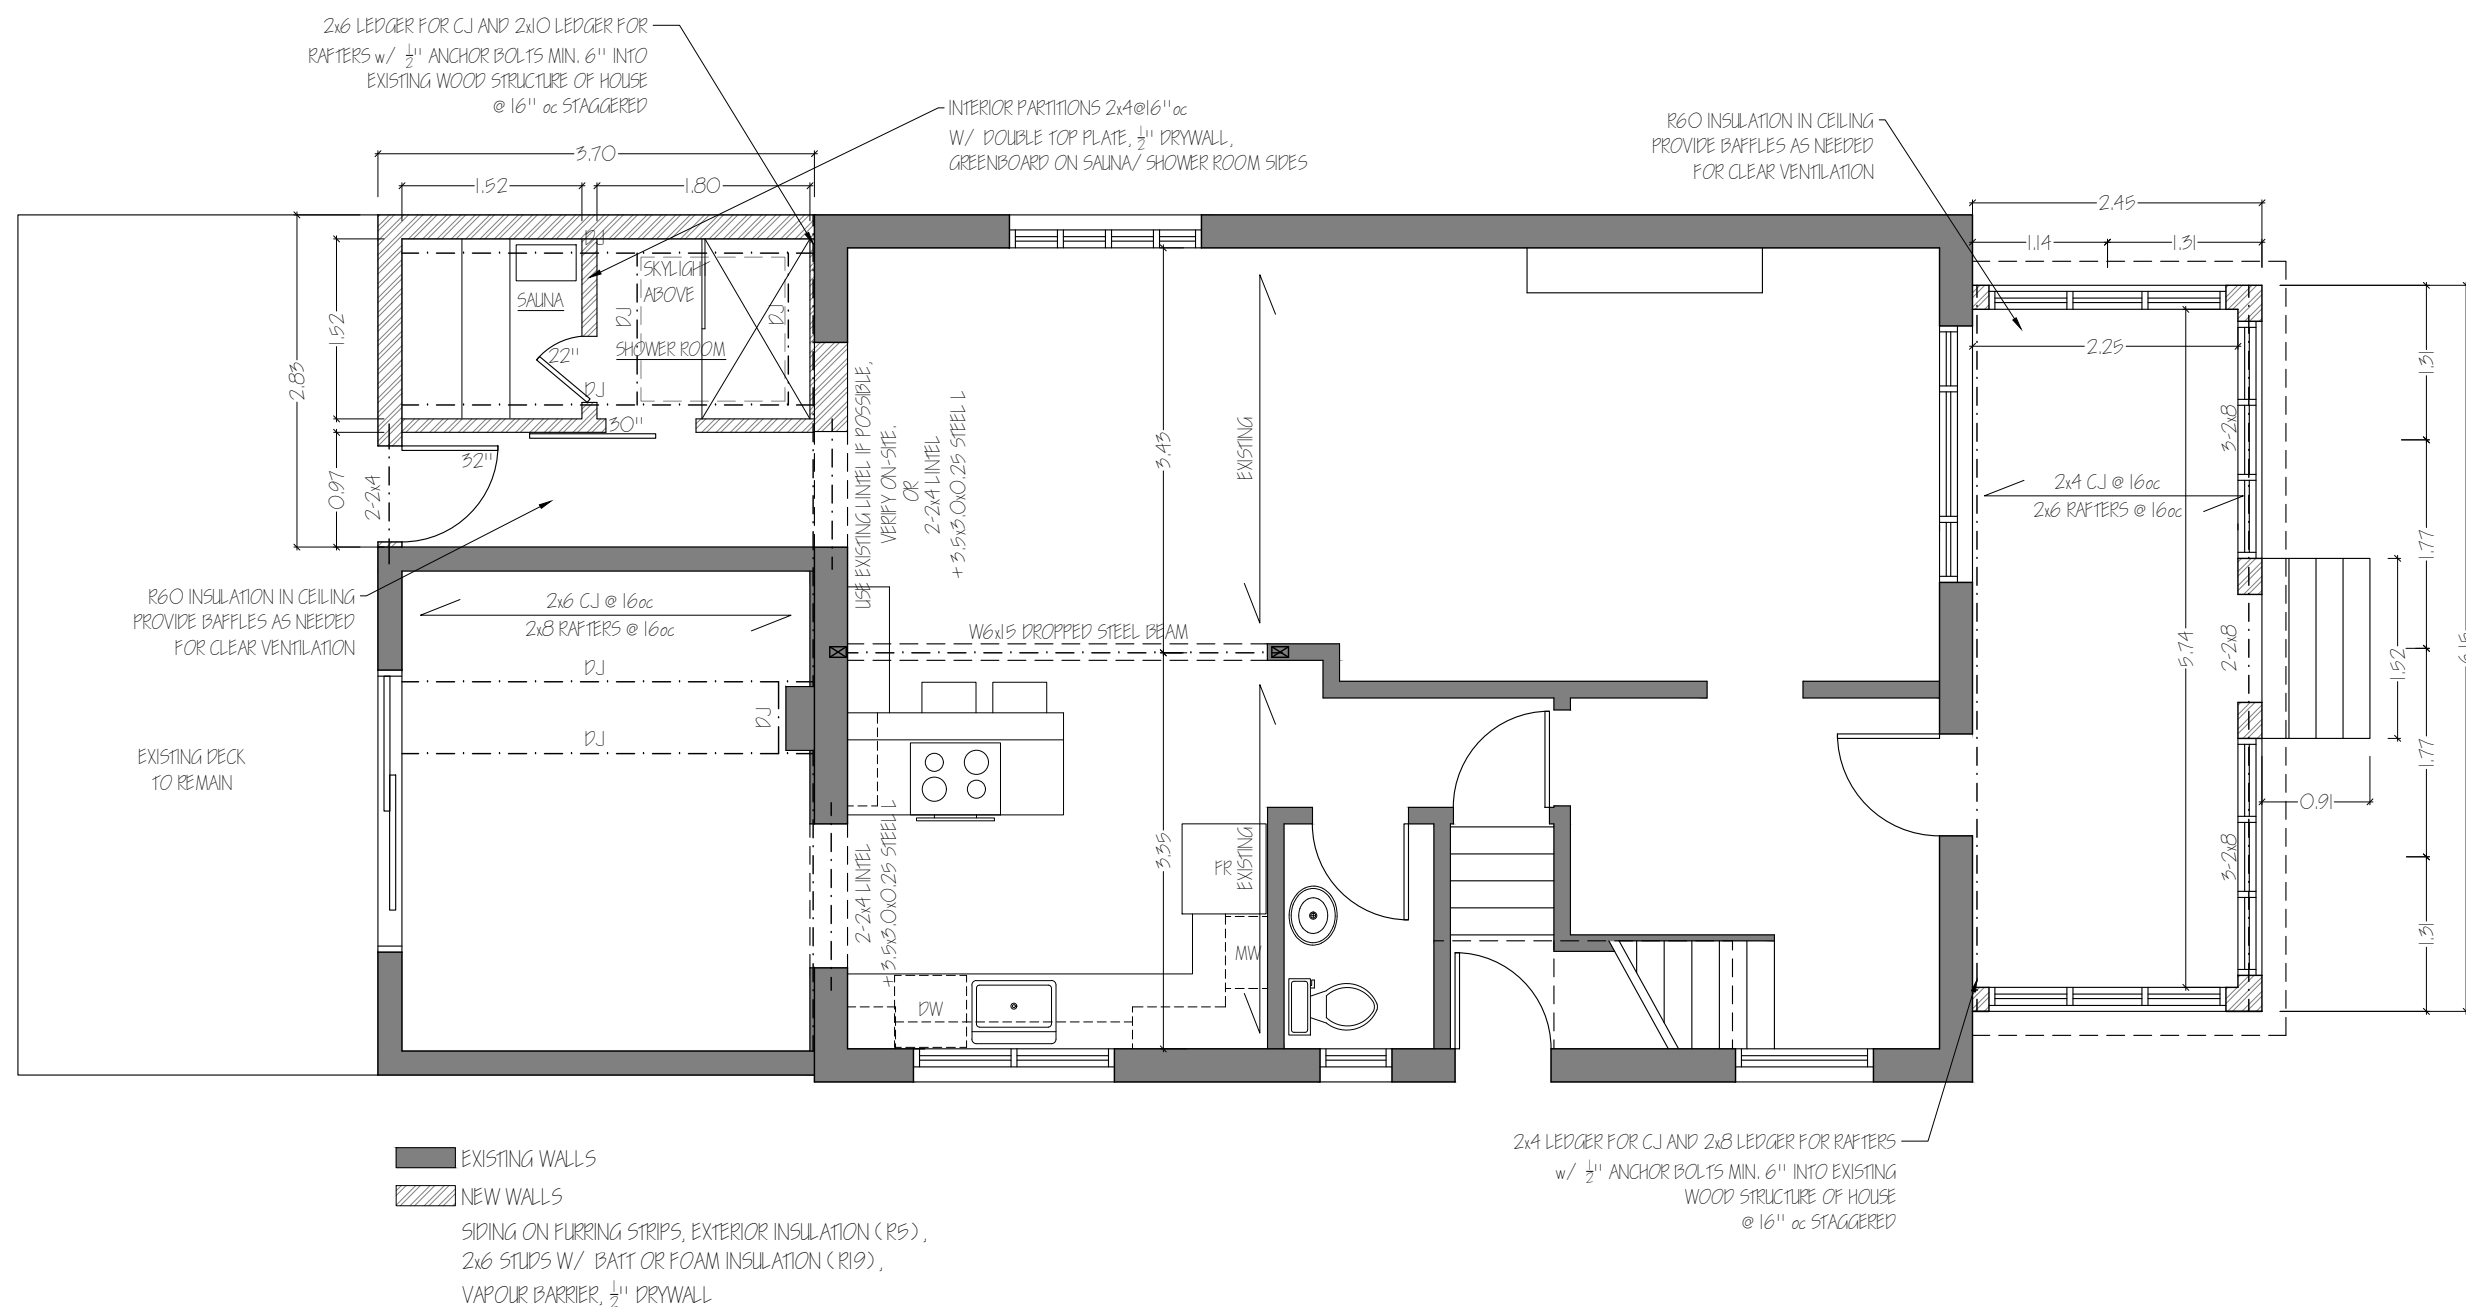 2x6 LEDGER FOR CJ AND 2x10 LEDGER FOR
RAFTERS w/ ½" ANCHOR BOLTS MIN. 6" INTO
EXISTING WOOD STRUCTURE OF HOUSE
@ 16" oc STAGGERED
INTERIOR PARTITIONS 2x4@16"oc
W/ DOUBLE TOP PLATE, ½" DRYWALL,
GREENBOARD ON SAUNA/ SHOWER ROOM SIDES
R60 INSULATION IN CEILING
PROVIDE BAFFLES AS NEEDED
FOR CLEAR VENTILATION
3.70
1.52
1.80
2.45
1.14
1.31
DJ
SKYLIGHT
ABOVE
SAUNA
DJ
DJ
SHOWER ROOM
22"
DJ
30"
32"
1.52
2.83
0.97
2-2x4
USE EXISTING LINTEL IF POSSIBLE,
VERIFY ON-SITE.
OR
2-2x4 LINTEL
+ 3.5x3.0x0.25 STEEL L
3.43
EXISTING
2.25
1.31
3-2x8
2x4 CJ @ 16oc
2x6 RAFTERS @ 16oc
1.77
5.74
2-2x8
1.52
6.15
1.77
0.91
3-2x8
1.31
R60 INSULATION IN CEILING
PROVIDE BAFFLES AS NEEDED
FOR CLEAR VENTILATION
2x6 CJ @ 16oc
2x8 RAFTERS @ 16oc
W6x15 DROPPED STEEL BEAM
DJ
DJ
DJ
EXISTING DECK
TO REMAIN
2-2x4 LINTEL
+ 3.5x3.0x0.25 STEEL L
3.35
FR
EXISTING
MW
DW
2x4 LEDGER FOR CJ AND 2x8 LEDGER FOR RAFTERS
w/ ½" ANCHOR BOLTS MIN. 6" INTO EXISTING
WOOD STRUCTURE OF HOUSE
@ 16" oc STAGGERED
EXISTING WALLS
NEW WALLS
SIDING ON FURRING STRIPS, EXTERIOR INSULATION (R5),
2x6 STUDS W/ BATT OR FOAM INSULATION (R19),
VAPOUR BARRIER, ½" DRYWALL